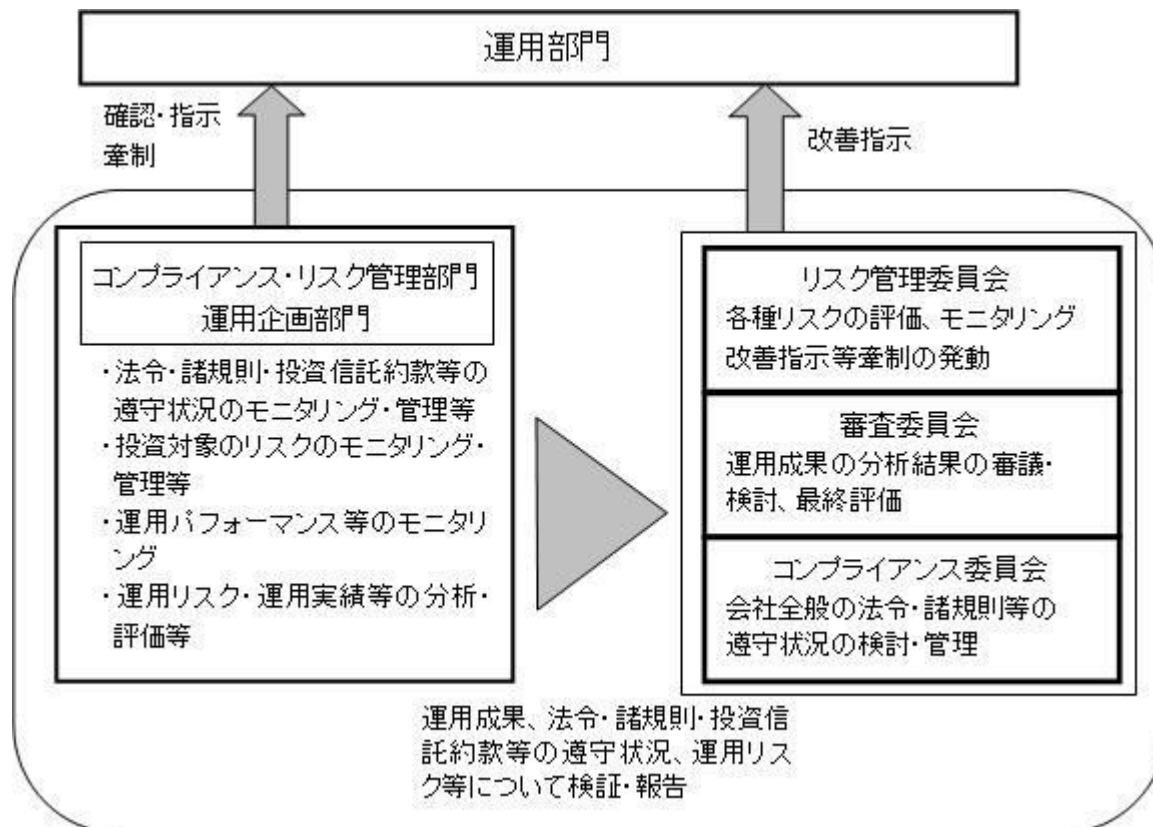 運用部門
確認・指示
牽制
改善指示
コンプライアンス・リスク管理部門
運用企画部門
・法令・諸規則・投資信託約款等の
遵守状況のモニタリング・管理等
・投資対象のリスクのモニタリング・
管理等
・運用パフォーマンス等のモニタリ
ング
・運用リスク・運用実績等の分析・
評価等
リスク管理委員会
各種リスクの評価、モニタリング
改善指示等牽制の発動
審査委員会
運用成果の分析結果の審議・
検討、最終評価
コンプライアンス委員会
会社全般の法令・諸規則等の
遵守状況の検討・管理
運用成果、法令・諸規則・投資信
託約款等の遵守状況、運用リス
ク等について検証・報告